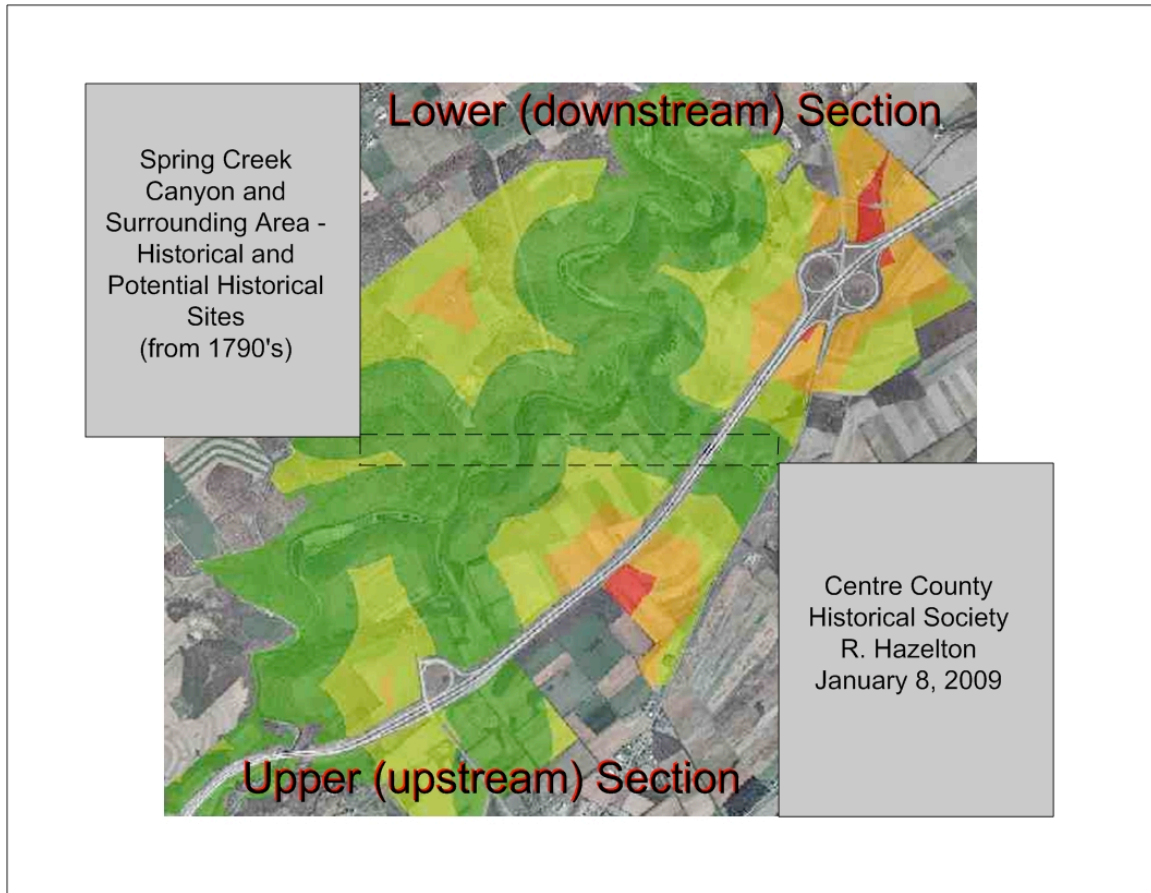 Lower (downstream) Section
Spring Creek
Canyon and
Surrounding Area -
Historical and
Potential Historical
Sites
(from 1790's)
Centre County
Historical Society
R. Hazelton
January 8, 2009
Upper (upstream) Section